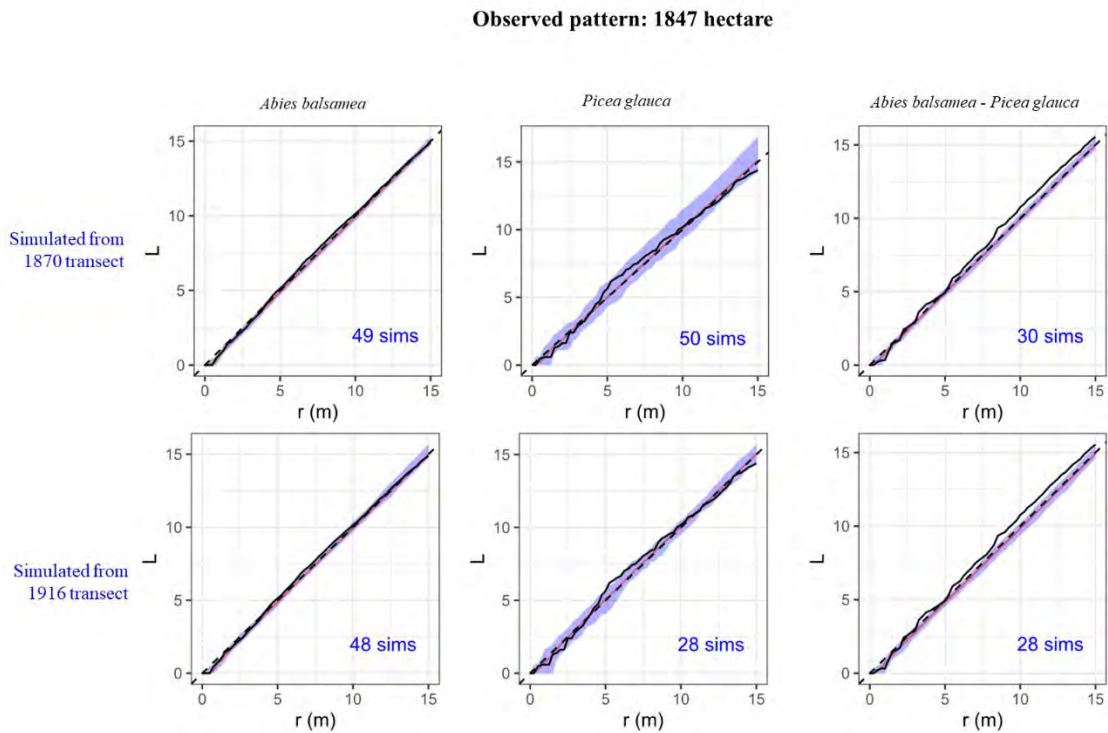 Observed pattern: 1847 hectare
Abies balsamea
Picea glauca
Abies balsamea - Picea glauca
Simulated from
1870 transect
L
15
10
5
0
49 sims
0 5 10 15
r (m)
L
15
10
5
0
50 sims
0 5 10 15
r (m)
L
15
10
5
0
30 sims
0 5 10 15
r (m)
Simulated from
1916 transect
L
15
10
5
0
48 sims
0 5 10 15
r (m)
L
15
10
5
0
28 sims
0 5 10 15
r (m)
L
15
10
5
0
28 sims
0 5 10 15
r (m)